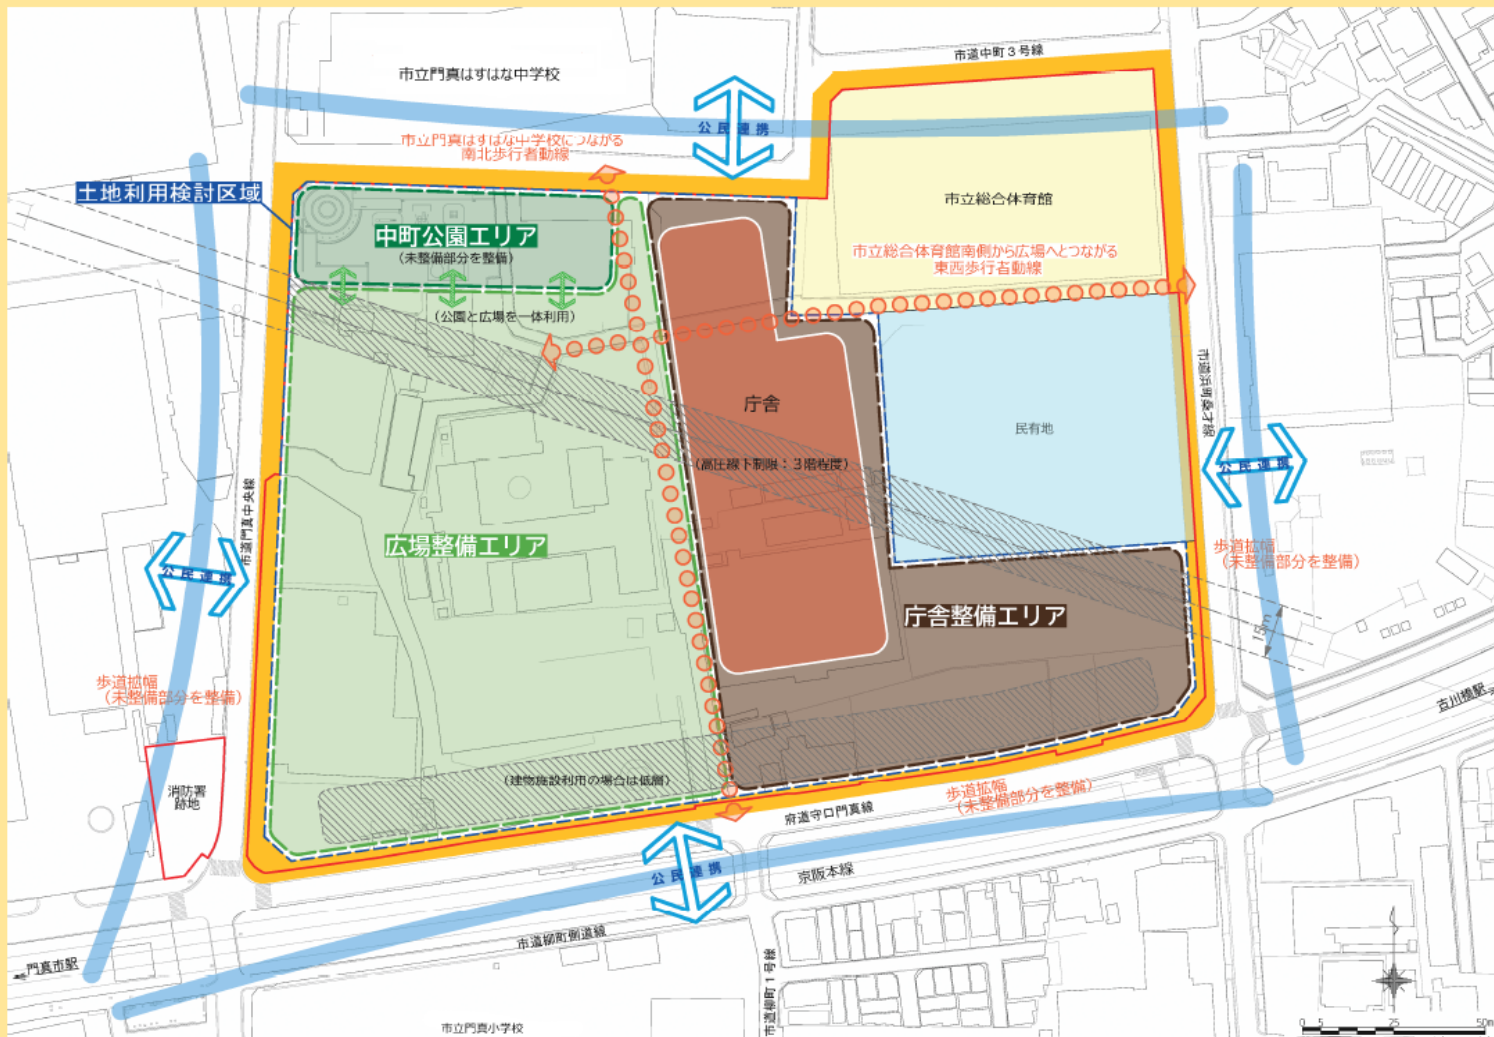 市道中町3号線
市立門真はすはな中学校
公民連携
市立門真はすはな中学校につながる
南北歩行者動線
土地利用検討区域
市立総合体育館
中町公園エリア
(未整備部分を整備)
市立総合体育館南側から広場へとつながる
東西歩行者動線
(公園と広場を一体利用)
市道浜町桑才線
庁舎
民有地
(高圧線下制限:3階程度)
公民連携
市道門真中央線
広場整備エリア
歩道拡幅
(未整備部分を整備)
公民連携
庁舎整備エリア
15m
歩道拡幅
(未整備部分を整備)
古川橋駅
(建物施設利用の場合は低層)
消防署
跡地
歩道拡幅
(未整備部分を整備)
府道守口門真線
公民連携
京阪本線
市道柳町側道線
門真市駅
市道柳町1号線
市立門真小学校
0 5 25 50m